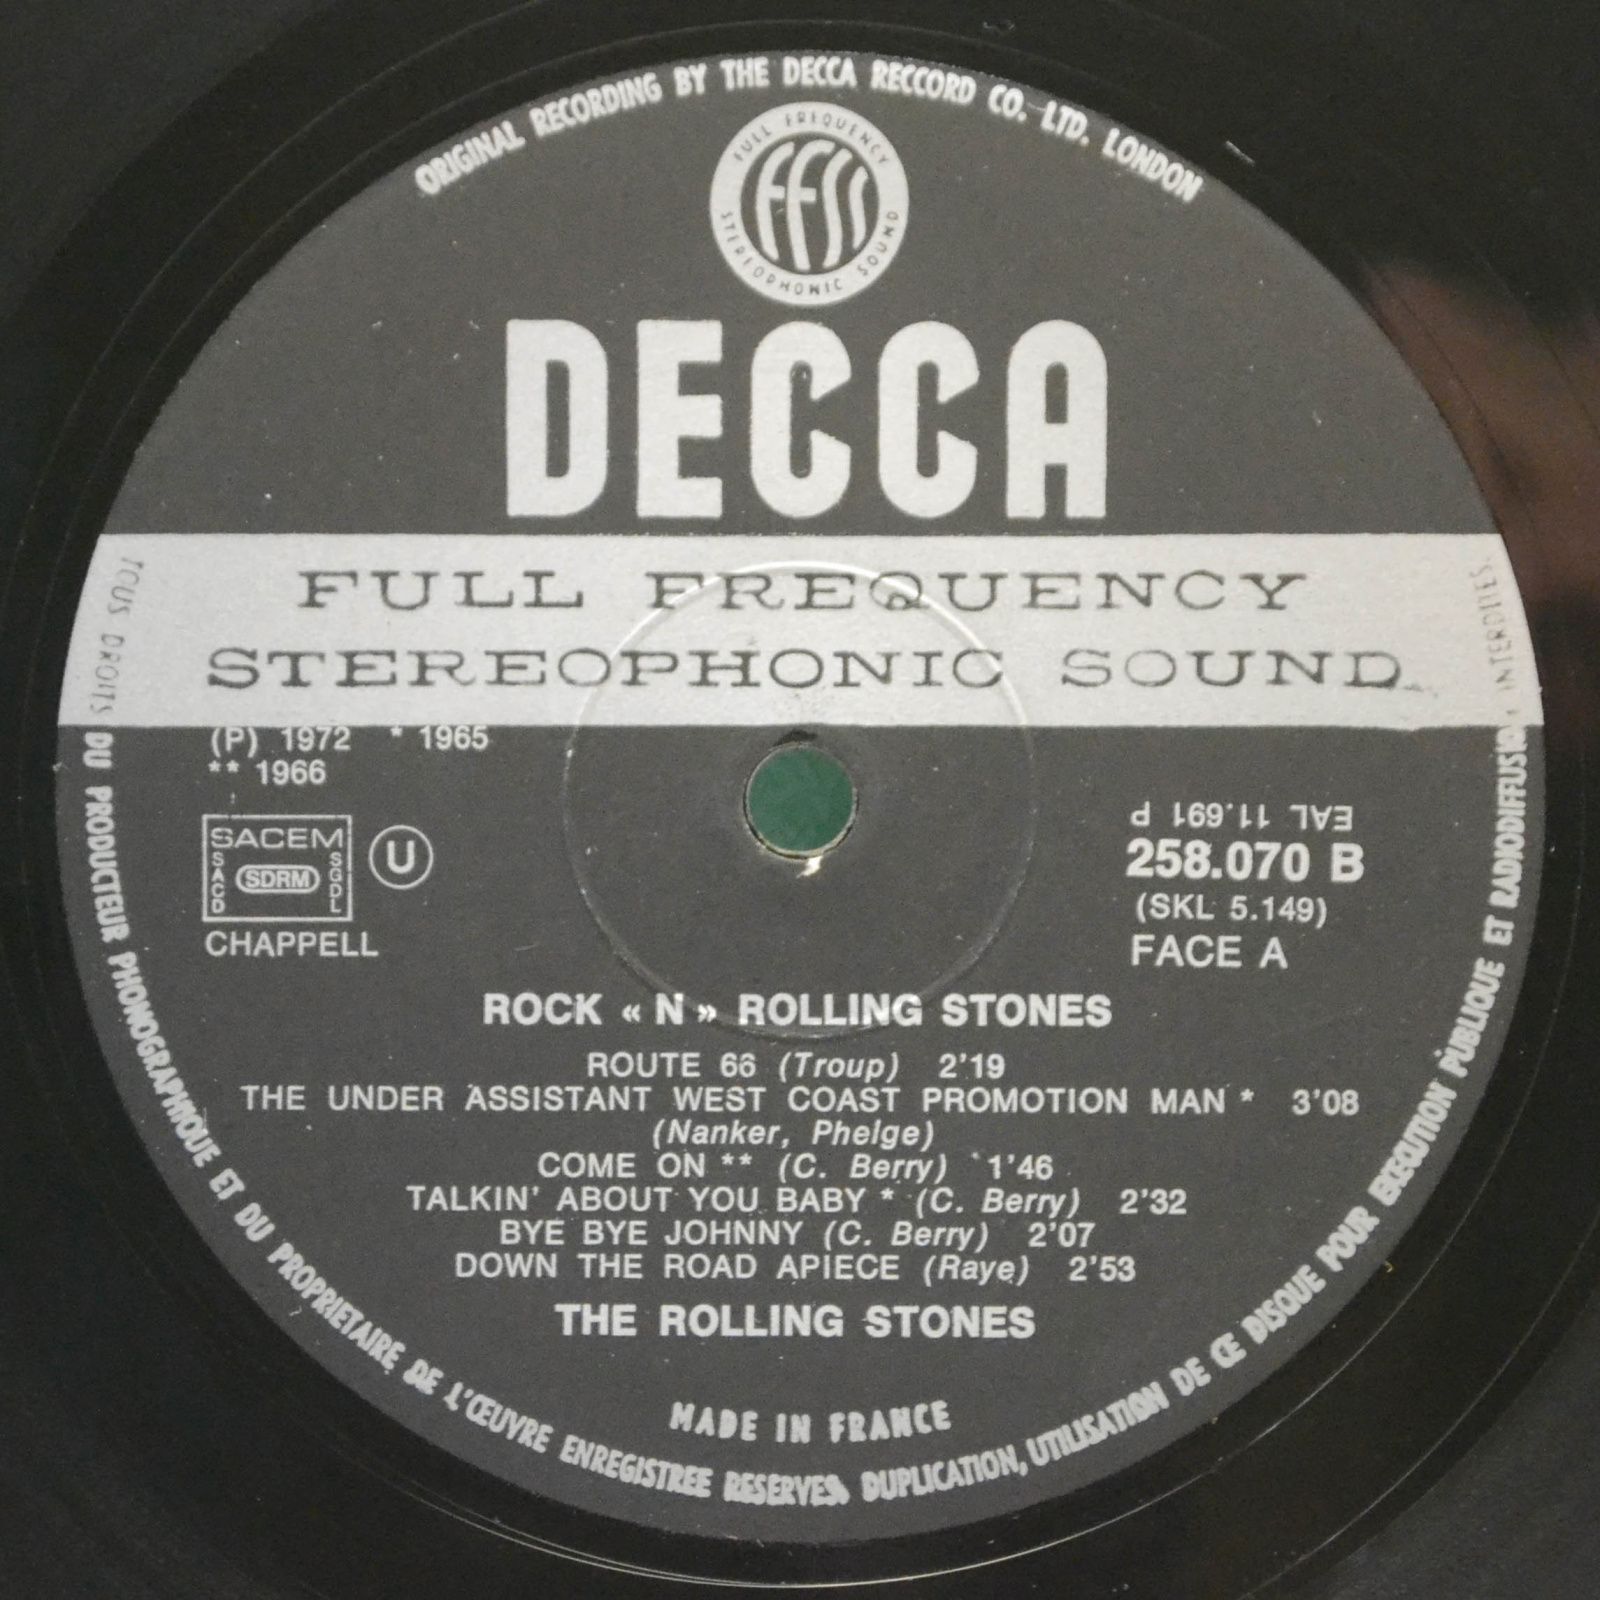 ORIGINAL RECORDING BY THE DECCA RECCORD CO. LTD. LONDON
FULL FREQUENCY
FFSS
STEREOPHONIC SOUND
DECCA
FULL FREQUENCY
STEREOPHONIC SOUND
(P) 1972 * 1965
** 1966
SACEM
SACD
SDRM
SGDL
U
CHAPPELL
EAL 11.691 P
258.070 B
(SKL 5.149)
FACE A
ROCK « N » ROLLING STONES
ROUTE 66 (Troup) 2'19
THE UNDER ASSISTANT WEST COAST PROMOTION MAN * 3'08
(Nanker, Phelge)
COME ON ** (C. Berry) 1'46
TALKIN' ABOUT YOU BABY * (C. Berry) 2'32
BYE BYE JOHNNY (C. Berry) 2'07
DOWN THE ROAD APIECE (Raye) 2'53
THE ROLLING STONES
MADE IN FRANCE
TOUS DROITS DU PRODUCTEUR PHONOGRAPHIQUE ET DU PROPRIETAIRE DE L'ŒUVRE ENREGISTREE RESERVES. DUPLICATION, UTILISATION DE CE DISQUE POUR EXECUTION PUBLIQUE ET RADIODIFFUSION INTERDITES.